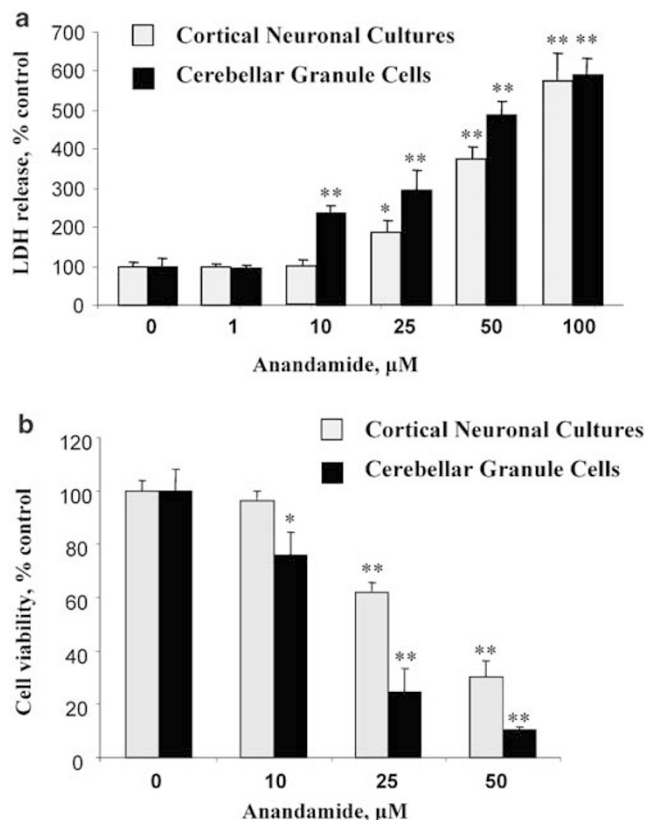 a
Cortical Neuronal Cultures
Cerebellar Granule Cells
LDH release, % control
700
600
500
400
300
200
100
0
** **
**
**
**
**
*
0 1 10 25 50 100
Anandamide, µM
b
Cortical Neuronal Cultures
Cerebellar Granule Cells
Cell viability, % control
120
100
80
60
40
20
0
*
**
**
**
**
0 10 25 50
Anandamide, µM